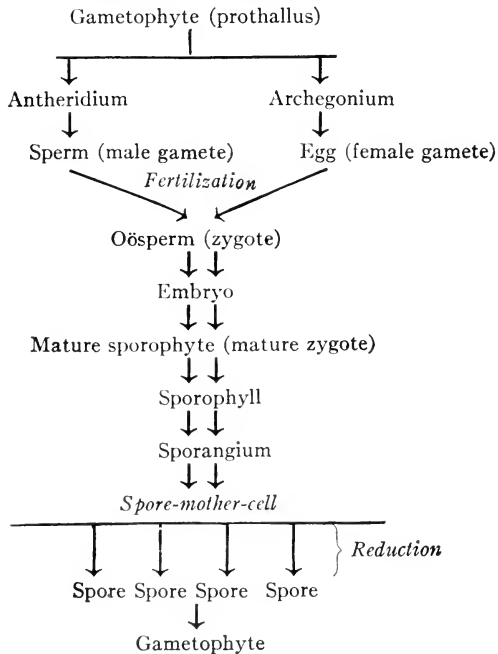 Gametophyte (prothallus)
Antheridium Archegonium
Sperm (male gamete) Egg (female gamete)
Fertilization
Oösperm (zygote)
Embryo
Mature sporophyte (mature zygote)
Sporophyll
Sporangium
Spore-mother-cell
Reduction
Spore Spore Spore Spore
Gametophyte